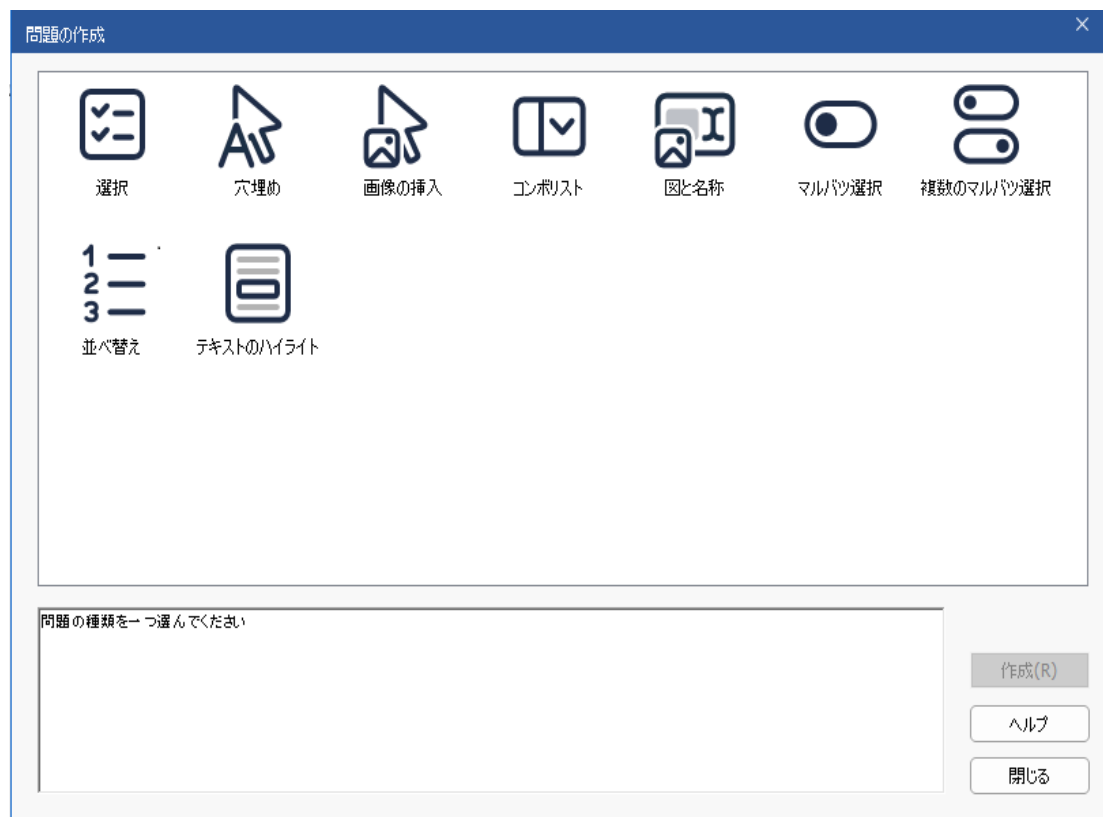 問題の作成
選択
穴埋め
画像の挿入
コンボリスト
図と名称
マルバツ選択
複数のマルバツ選択
並べ替え
テキストのハイライト
問題の種類を一つ選んでください
作成(R)
ヘルプ
閉じる